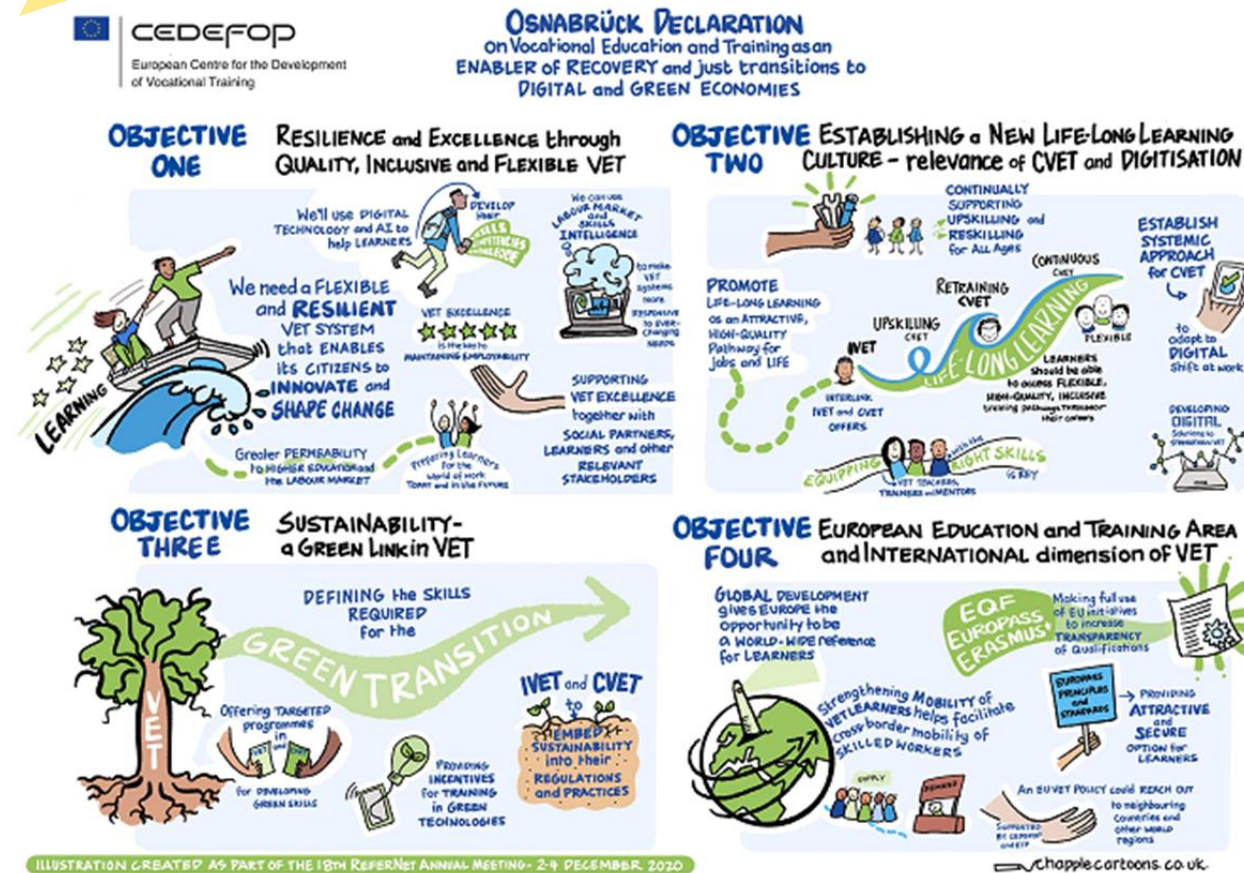 CEDEFOP
European Centre for the Development
of Vocational Training
OSNABRÜCK DECLARATION
on Vocational Education and Training as an
ENABLER OF RECOVERY and just transitions to
DIGITAL and GREEN ECONOMIES
OBJECTIVE
ONE
RESILIENCE and EXCELLENCE through
QUALITY, INCLUSIVE and FLEXIBLE VET
We'll use DIGITAL
TECHNOLOGY and AI to
help LEARNERS
DEVELOP
their
SKILLS
COMPETENCIES
KNOWLEDGE
We can use
LABOUR MARKET
and
SKILLS
INTELLIGENCE
to make
VET
systems
more
RESPONSIVE
to EVER-
CHANGING
NEEDS
We need a FLEXIBLE
and RESILIENT
VET SYSTEM
that ENABLES
its CITIZENS to
INNOVATE and
SHAPE CHANGE
LEARNING
VET EXCELLENCE
is the key to
MAINTAINING EMPLOYABILITY
SUPPORTING
VET EXCELLENCE
together with
SOCIAL PARTNERS,
LEARNERS and other
RELEVANT
STAKEHOLDERS
Greater PERMEABILITY
to HIGHER EDUCATION and
the LABOUR MARKET
Preparing Learners
for the
World of Work
TODAY and in the FUTURE
OBJECTIVE
TWO
ESTABLISHING a NEW LIFE-LONG LEARNING
CULTURE - relevance of CVET and DIGITISATION
CONTINUALLY
SUPPORTING
UPSKILLING and
RESKILLING
for ALL AGES
ESTABLISH
SYSTEMIC
APPROACH
for CVET
to
adapt to
DIGITAL
Shift at work
PROMOTE
LIFE-LONG LEARNING
as an ATTRACTIVE,
HIGH-QUALITY
Pathway for
jobs and LIFE
IVET
UPSKILLING
CVET
RETRAINING
CVET
CONTINUOUS
CVET
LIFE-LONG LEARNING
FLEXIBLE
INTERLINK
IVET and CVET
OFFERS
LEARNERS
should be able
to access FLEXIBLE,
HIGH-QUALITY, INCLUSIVE
training pathways throughout
their careers
DEVELOPING
DIGITAL
Solutions to
STRENGTHEN VET
EQUIPPING
VET TEACHERS,
TRAINERS and MENTORS
with the
RIGHT SKILLS
IS KEY
OBJECTIVE
THREE
SUSTAINABILITY-
a GREEN LINK in VET
DEFINING the SKILLS
REQUIRED
for the
GREEN TRANSITION
VET
Offering TARGETED
programmes
in
IVET and CVET
for DEVELOPING
GREEN SKILLS
PROVIDING
INCENTIVES
for TRAINING
in GREEN
TECHNOLOGIES
IVET and CVET
to
EMBED
SUSTAINABILITY
into their
REGULATIONS
and PRACTICES
OBJECTIVE
FOUR
EUROPEAN EDUCATION and TRAINING AREA
and INTERNATIONAL dimension of VET
GLOBAL DEVELOPMENT
gives EUROPE the
opportunity to be
a WORLD-WIDE reference
for LEARNERS
EQF
EUROPASS
ERASMUS+
Making full use
of EU initiatives
to increase
TRANSPARENCY
of Qualifications
Strengthening MOBILITY of
VET LEARNERS helps facilitate
cross-border mobility of
SKILLED WORKERS
SUPPLY
DEMAND
EUROPASS
PRINCIPLES
and
STANDARDS
PROVIDING
ATTRACTIVE
and
SECURE
OPTION for
LEARNERS
An EU VET POLICY could REACH OUT
to neighbouring
countries and
other WORLD
regions
SUPPORTED
BY CEDEFOP
and ETF
ILLUSTRATION CREATED AS PART OF THE 18TH REFERNET ANNUAL MEETING- 2-4 DECEMBER 2020
chapplecartoons.co.uk